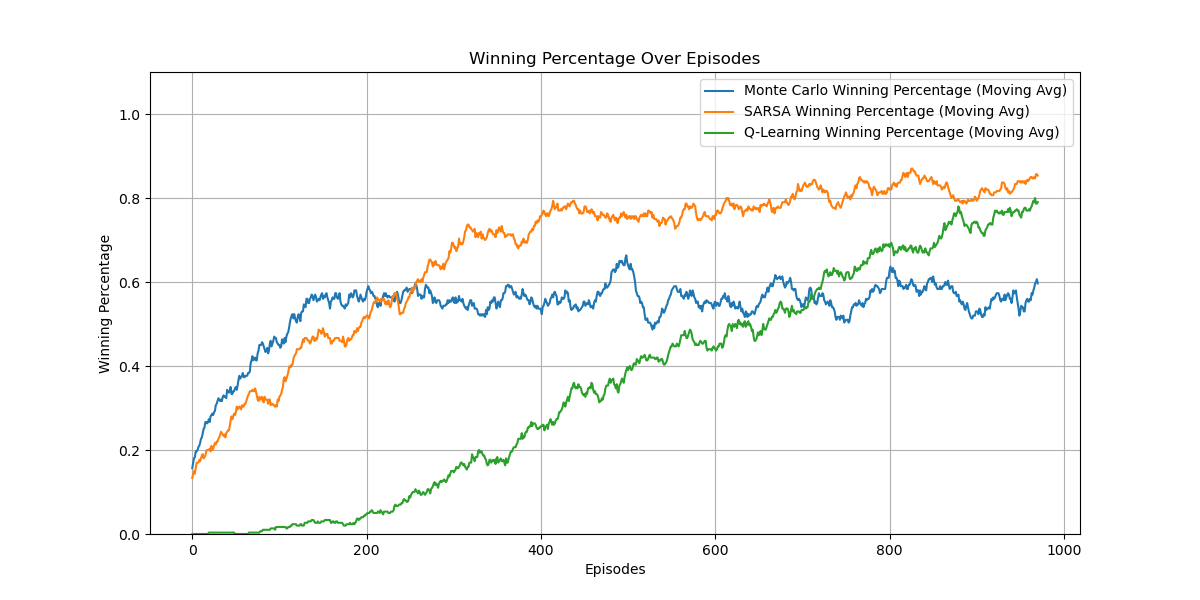 Winning Percentage Over Episodes
Monte Carlo Winning Percentage (Moving Avg)
SARSA Winning Percentage (Moving Avg)
Q-Learning Winning Percentage (Moving Avg)
Winning Percentage
1.0
0.8
0.6
0.4
0.2
0.0
0 200 400 600 800 1000
Episodes